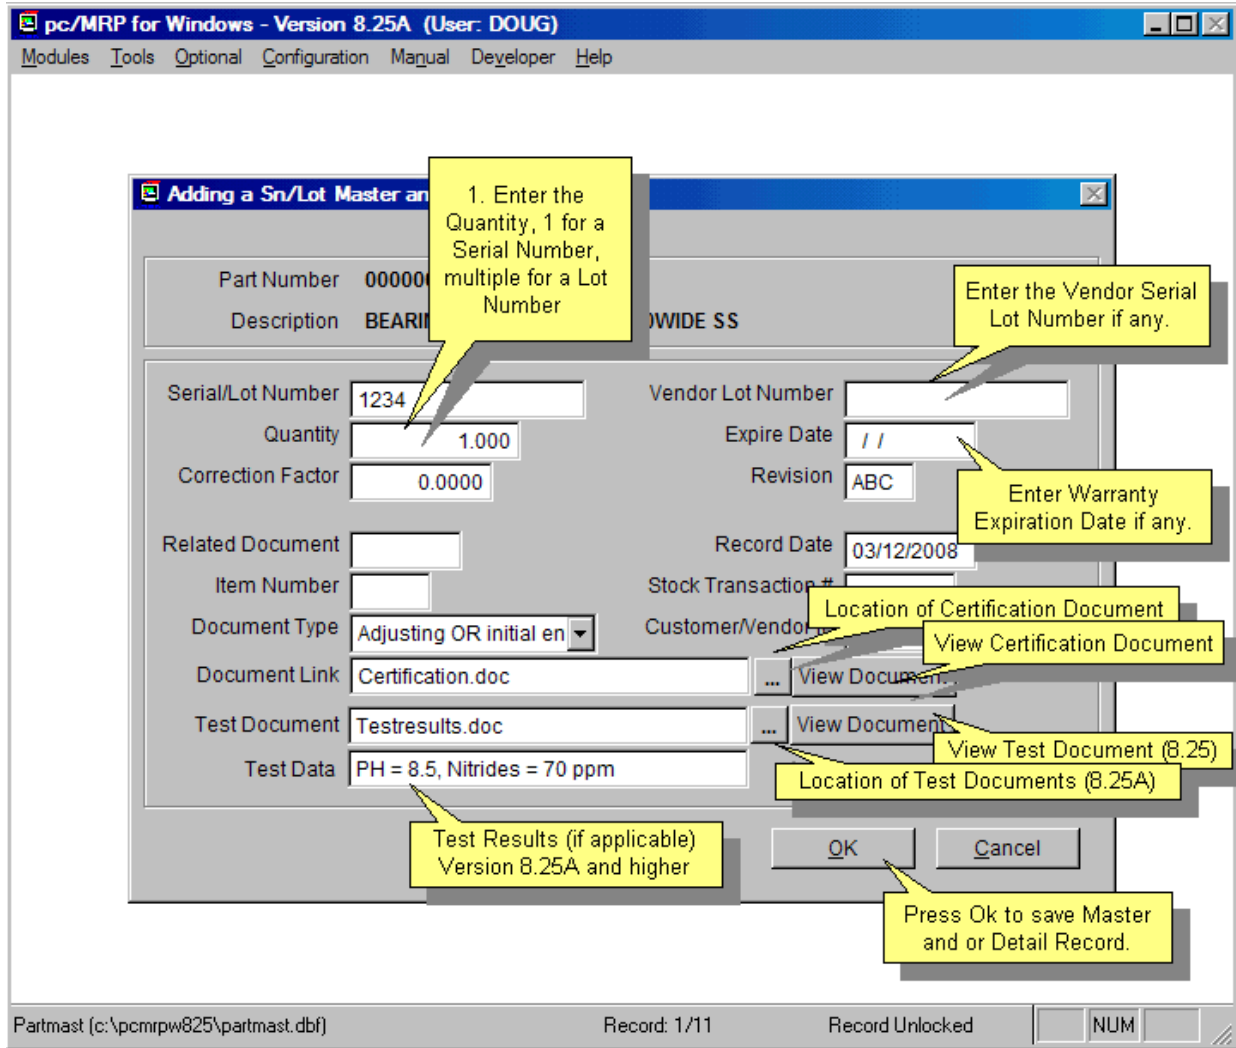 pc/MRP for Windows - Version 8.25A (User: DOUG)
Modules Tools Optional Configuration Manual Developer Help
Adding a Sn/Lot Master an
1. Enter the
Quantity, 1 for a
Serial Number,
multiple for a Lot
Number
Part Number
Description
WIDE SS
Enter the Vendor Serial
Lot Number if any.
Serial/Lot Number 1234
Vendor Lot Number
Quantity 1.000
Expire Date / /
Correction Factor 0.0000
Revision ABC
Enter Warranty
Expiration Date if any.
Related Document
Record Date 03/12/2008
Item Number
Stock Transaction #
Location of Certification Document
Document Type Adjusting OR initial en
Customer/Vendor
View Certification Document
Document Link Certification.doc ... View Document
Test Document Testresults.doc ... View Document
View Test Document (8.25)
Test Data PH = 8.5, Nitrides = 70 ppm
Location of Test Documents (8.25A)
Test Results (if applicable)
Version 8.25A and higher
OK Cancel
Press Ok to save Master
and or Detail Record.
Partmast (c:\pcmrpw825\partmast.dbf) Record: 1/11 Record Unlocked NUM